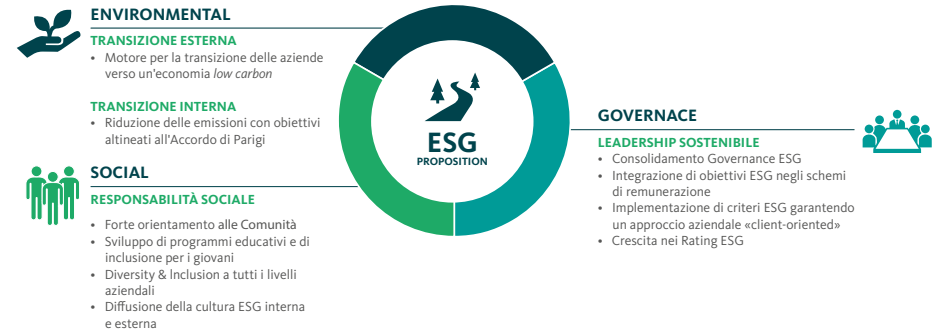 ENVIRONMENTAL
TRANSIZIONE ESTERNA
• Motore per la transizione delle aziende
verso un'economia low carbon
TRANSIZIONE INTERNA
• Riduzione delle emissioni con obiettivi
altineati all'Accordo di Parigi
SOCIAL
RESPONSABILITÀ SOCIALE
• Forte orientamento alle Comunità
• Sviluppo di programmi educativi e di
inclusione per i giovani
• Diversity & Inclusion a tutti i livelli
aziendali
• Diffusione della cultura ESG interna
e esterna
ESG
PROPOSITION
GOVERNACE
LEADERSHIP SOSTENIBILE
• Consolidamento Governance ESG
• Integrazione di obiettivi ESG negli schemi
di remunerazione
• Implementazione di criteri ESG garantendo
un approccio aziendale «client-oriented»
• Crescita nei Rating ESG